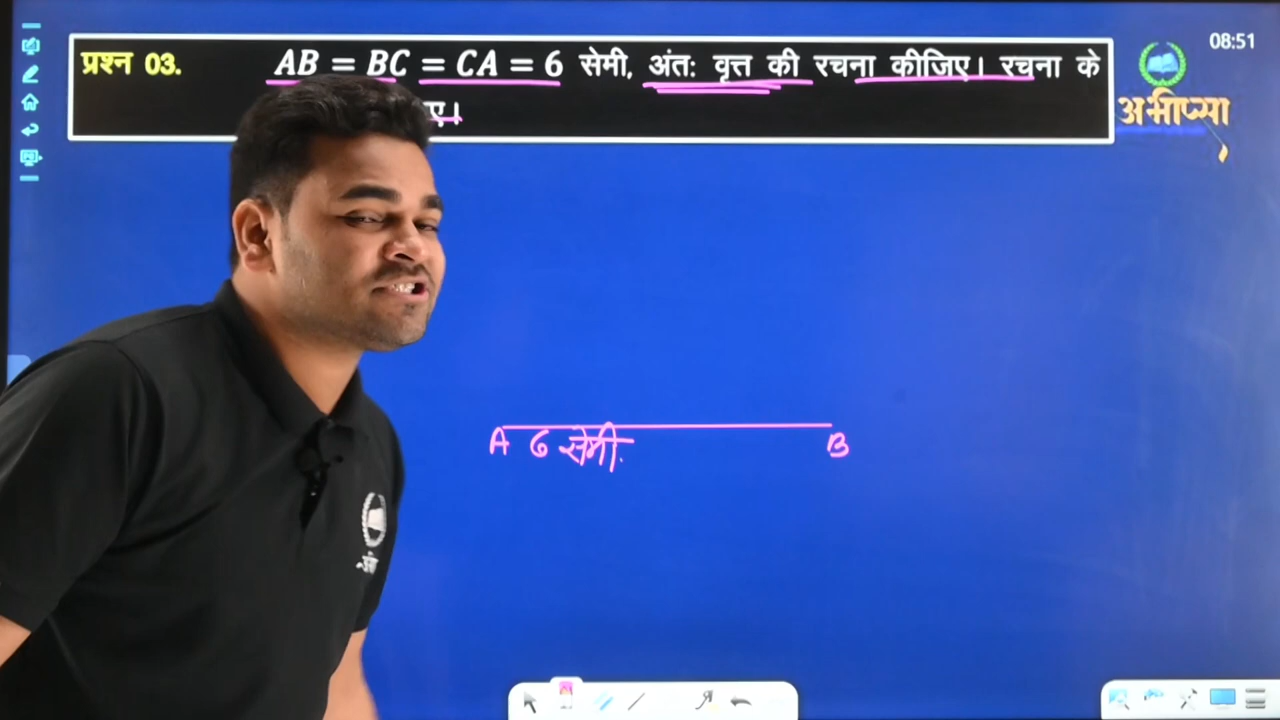 08:51
प्रश्न 03. AB = BC = CA = 6 सेमी, अंतः वृत्त की रचना कीजिए। रचना के
ए।
अभीप्सा
A 6 सेमी. B